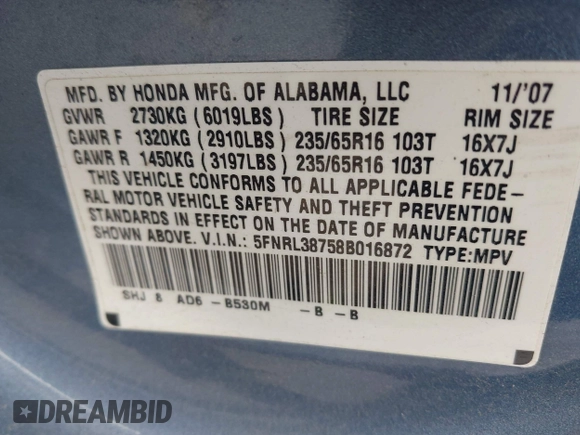 MFD. BY HONDA MFG. OF ALABAMA, LLC 11/'07
GVWR 2730KG (6019LBS) TIRE SIZE RIM SIZE
GAWR F 1320KG (2910LBS) 235/65R16 103T 16X7J
GAWR R 1450KG (3197LBS) 235/65R16 103T 16X7J
THIS VEHICLE CONFORMS TO ALL APPLICABLE FEDE-
RAL MOTOR VEHICLE SAFETY AND THEFT PREVENTION
STANDARDS IN EFFECT ON THE DATE OF MANUFACTURE
SHOWN ABOVE. V.I.N.: 5FNRL38758B016872 TYPE:MPV
SHJ 8 AD6 - B530M - B - B
DREAMBID